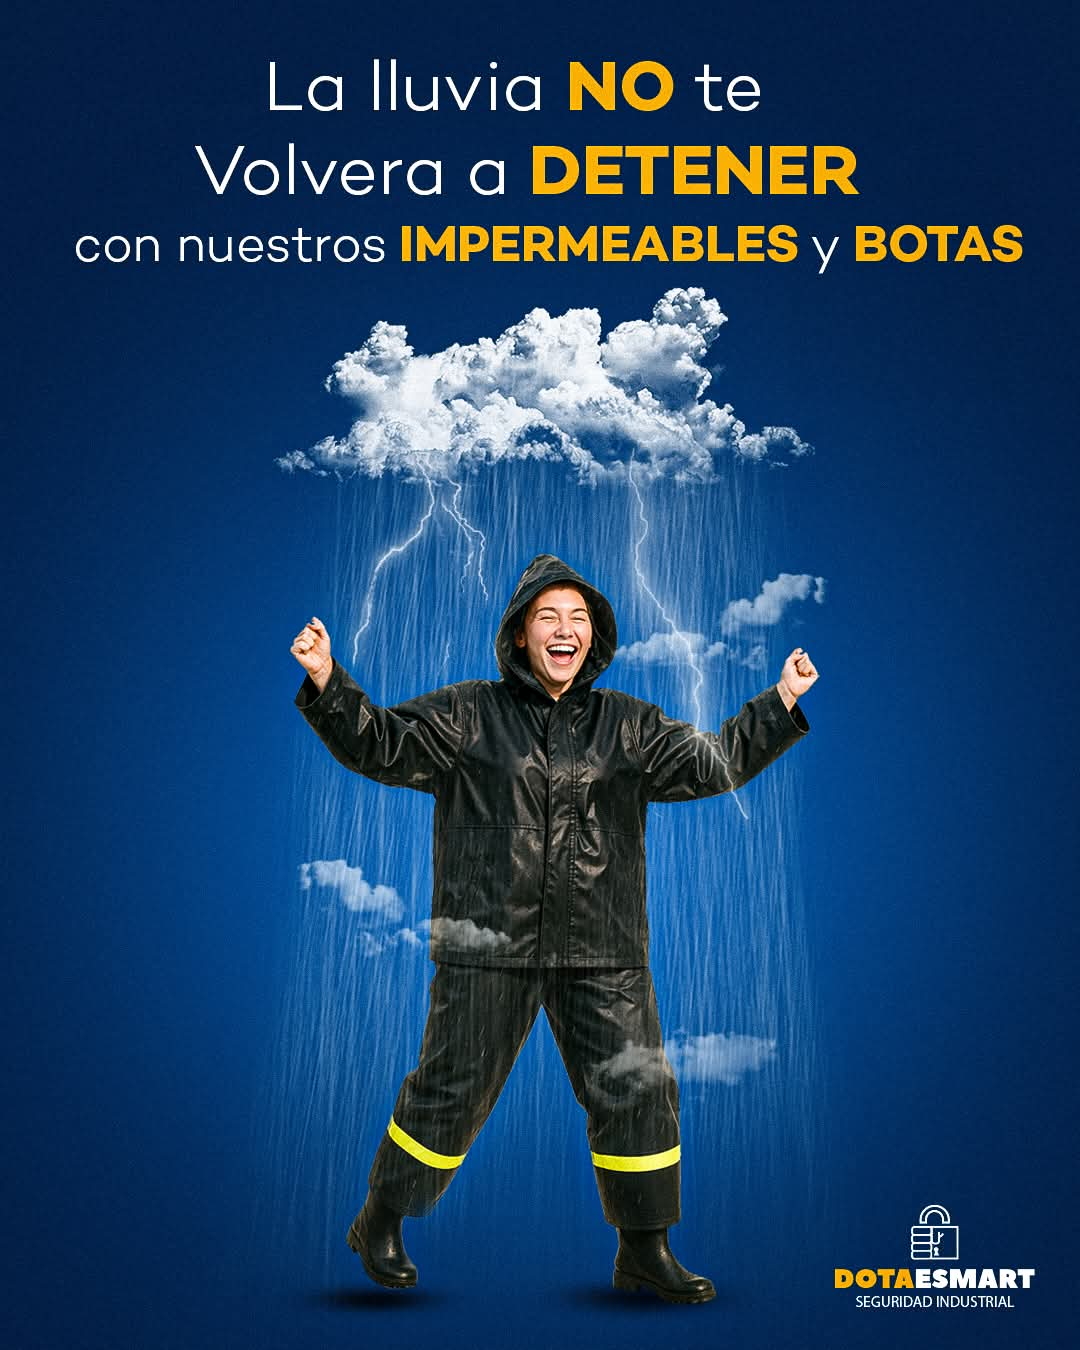 La lluvia NO te
Volvera a DETENER
con nuestros IMPERMEABLES y BOTAS
DOTAESMART
SEGURIDAD INDUSTRIAL